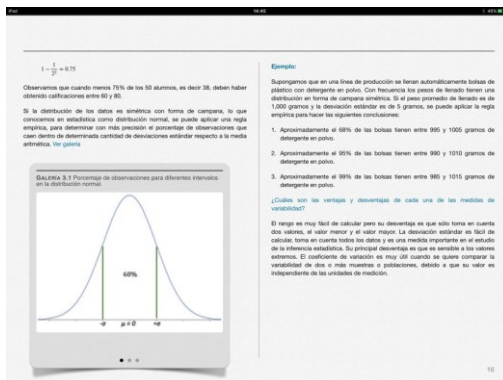 iPad
14:45
45%
1 - 1/2² = 0.75
Observamos que cuando menos 75% de los 50 alumnos, es decir 38, deben haber
obtenido calificaciones entre 60 y 80.
Si la distribución de los datos es simétrica con forma de campana, lo que
conocemos en estadística como distribución normal, se puede aplicar una regla
empírica, para determinar con más precisión el porcentaje de observaciones que
caen dentro de determinada cantidad de desviaciones estándar respecto a la media
aritmética. Ver galería
GALERÍA 3.1 Porcentaje de observaciones para diferentes intervalos
en la distribución normal.
68%
-σ μ = 0 +σ
Ejemplo:
Supongamos que en una línea de producción se llenan automáticamente bolsas de
plástico con detergente en polvo. Con frecuencia los pesos de llenado tienen una
distribución en forma de campana simétrica. Si el peso promedio de llenado es de
1,000 gramos y la desviación estándar es de 5 gramos, se puede aplicar la regla
empírica para hacer las siguientes conclusiones:
1. Aproximadamente el 68% de las bolsas tienen entre 995 y 1005 gramos de
detergente en polvo.
2. Aproximadamente el 95% de las bolsas tienen entre 990 y 1010 gramos de
detergente en polvo.
3. Aproximadamente el 99% de las bolsas tienen entre 985 y 1015 gramos de
detergente en polvo.
¿Cuáles son las ventajas y desventajas de cada una de las medidas de
variabilidad?
El rango es muy fácil de calcular pero su desventaja es que sólo toma en cuenta
dos valores, el valor menor y el valor mayor. La desviación estándar es fácil de
calcular, toma en cuenta todos los datos y es una medida importante en el estudio
de la inferencia estadística. Su principal desventaja es que es sensible a los valores
extremos. El coeficiente de variación es muy útil cuando se quiere comparar la
variabilidad de dos o más muestras o poblaciones, debido a que su valor es
independiente de las unidades de medición.
16